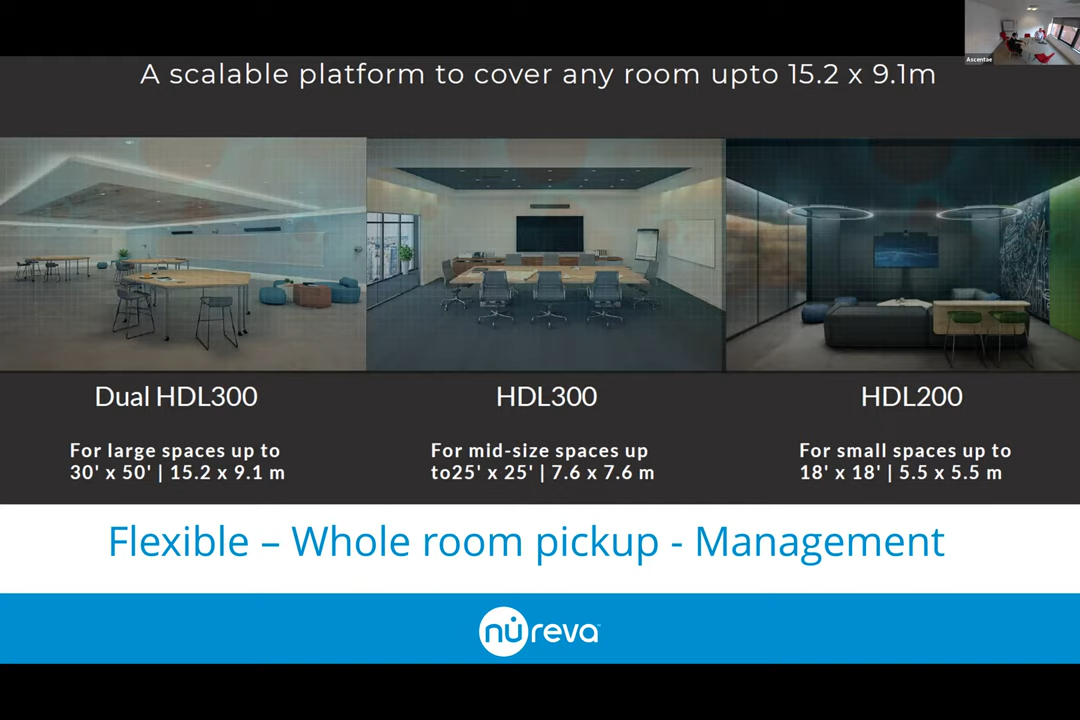 Ascentae
A scalable platform to cover any room upto 15.2 x 9.1m
Dual HDL300
For large spaces up to
30' x 50' | 15.2 x 9.1 m
HDL300
For mid-size spaces up
to25' x 25' | 7.6 x 7.6 m
HDL200
For small spaces up to
18' x 18' | 5.5 x 5.5 m
Flexible – Whole room pickup - Management
nureva